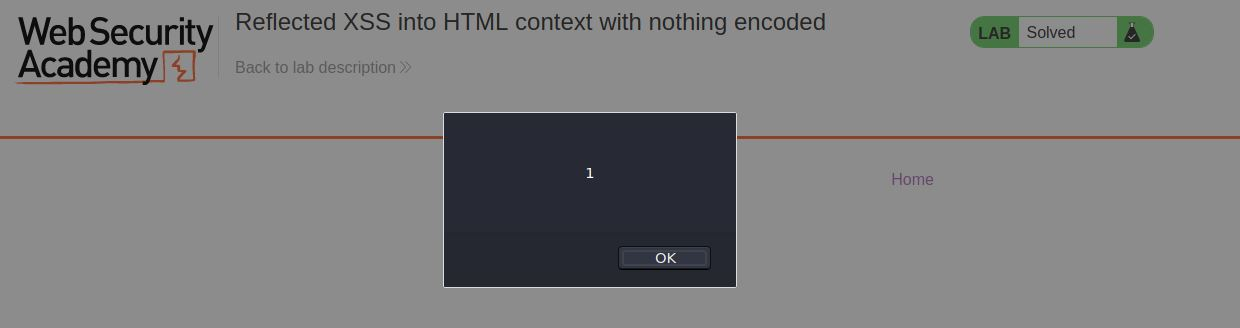 Web Security
Academy
Reflected XSS into HTML context with nothing encoded
Back to lab description
LAB Solved
1
OK
Home